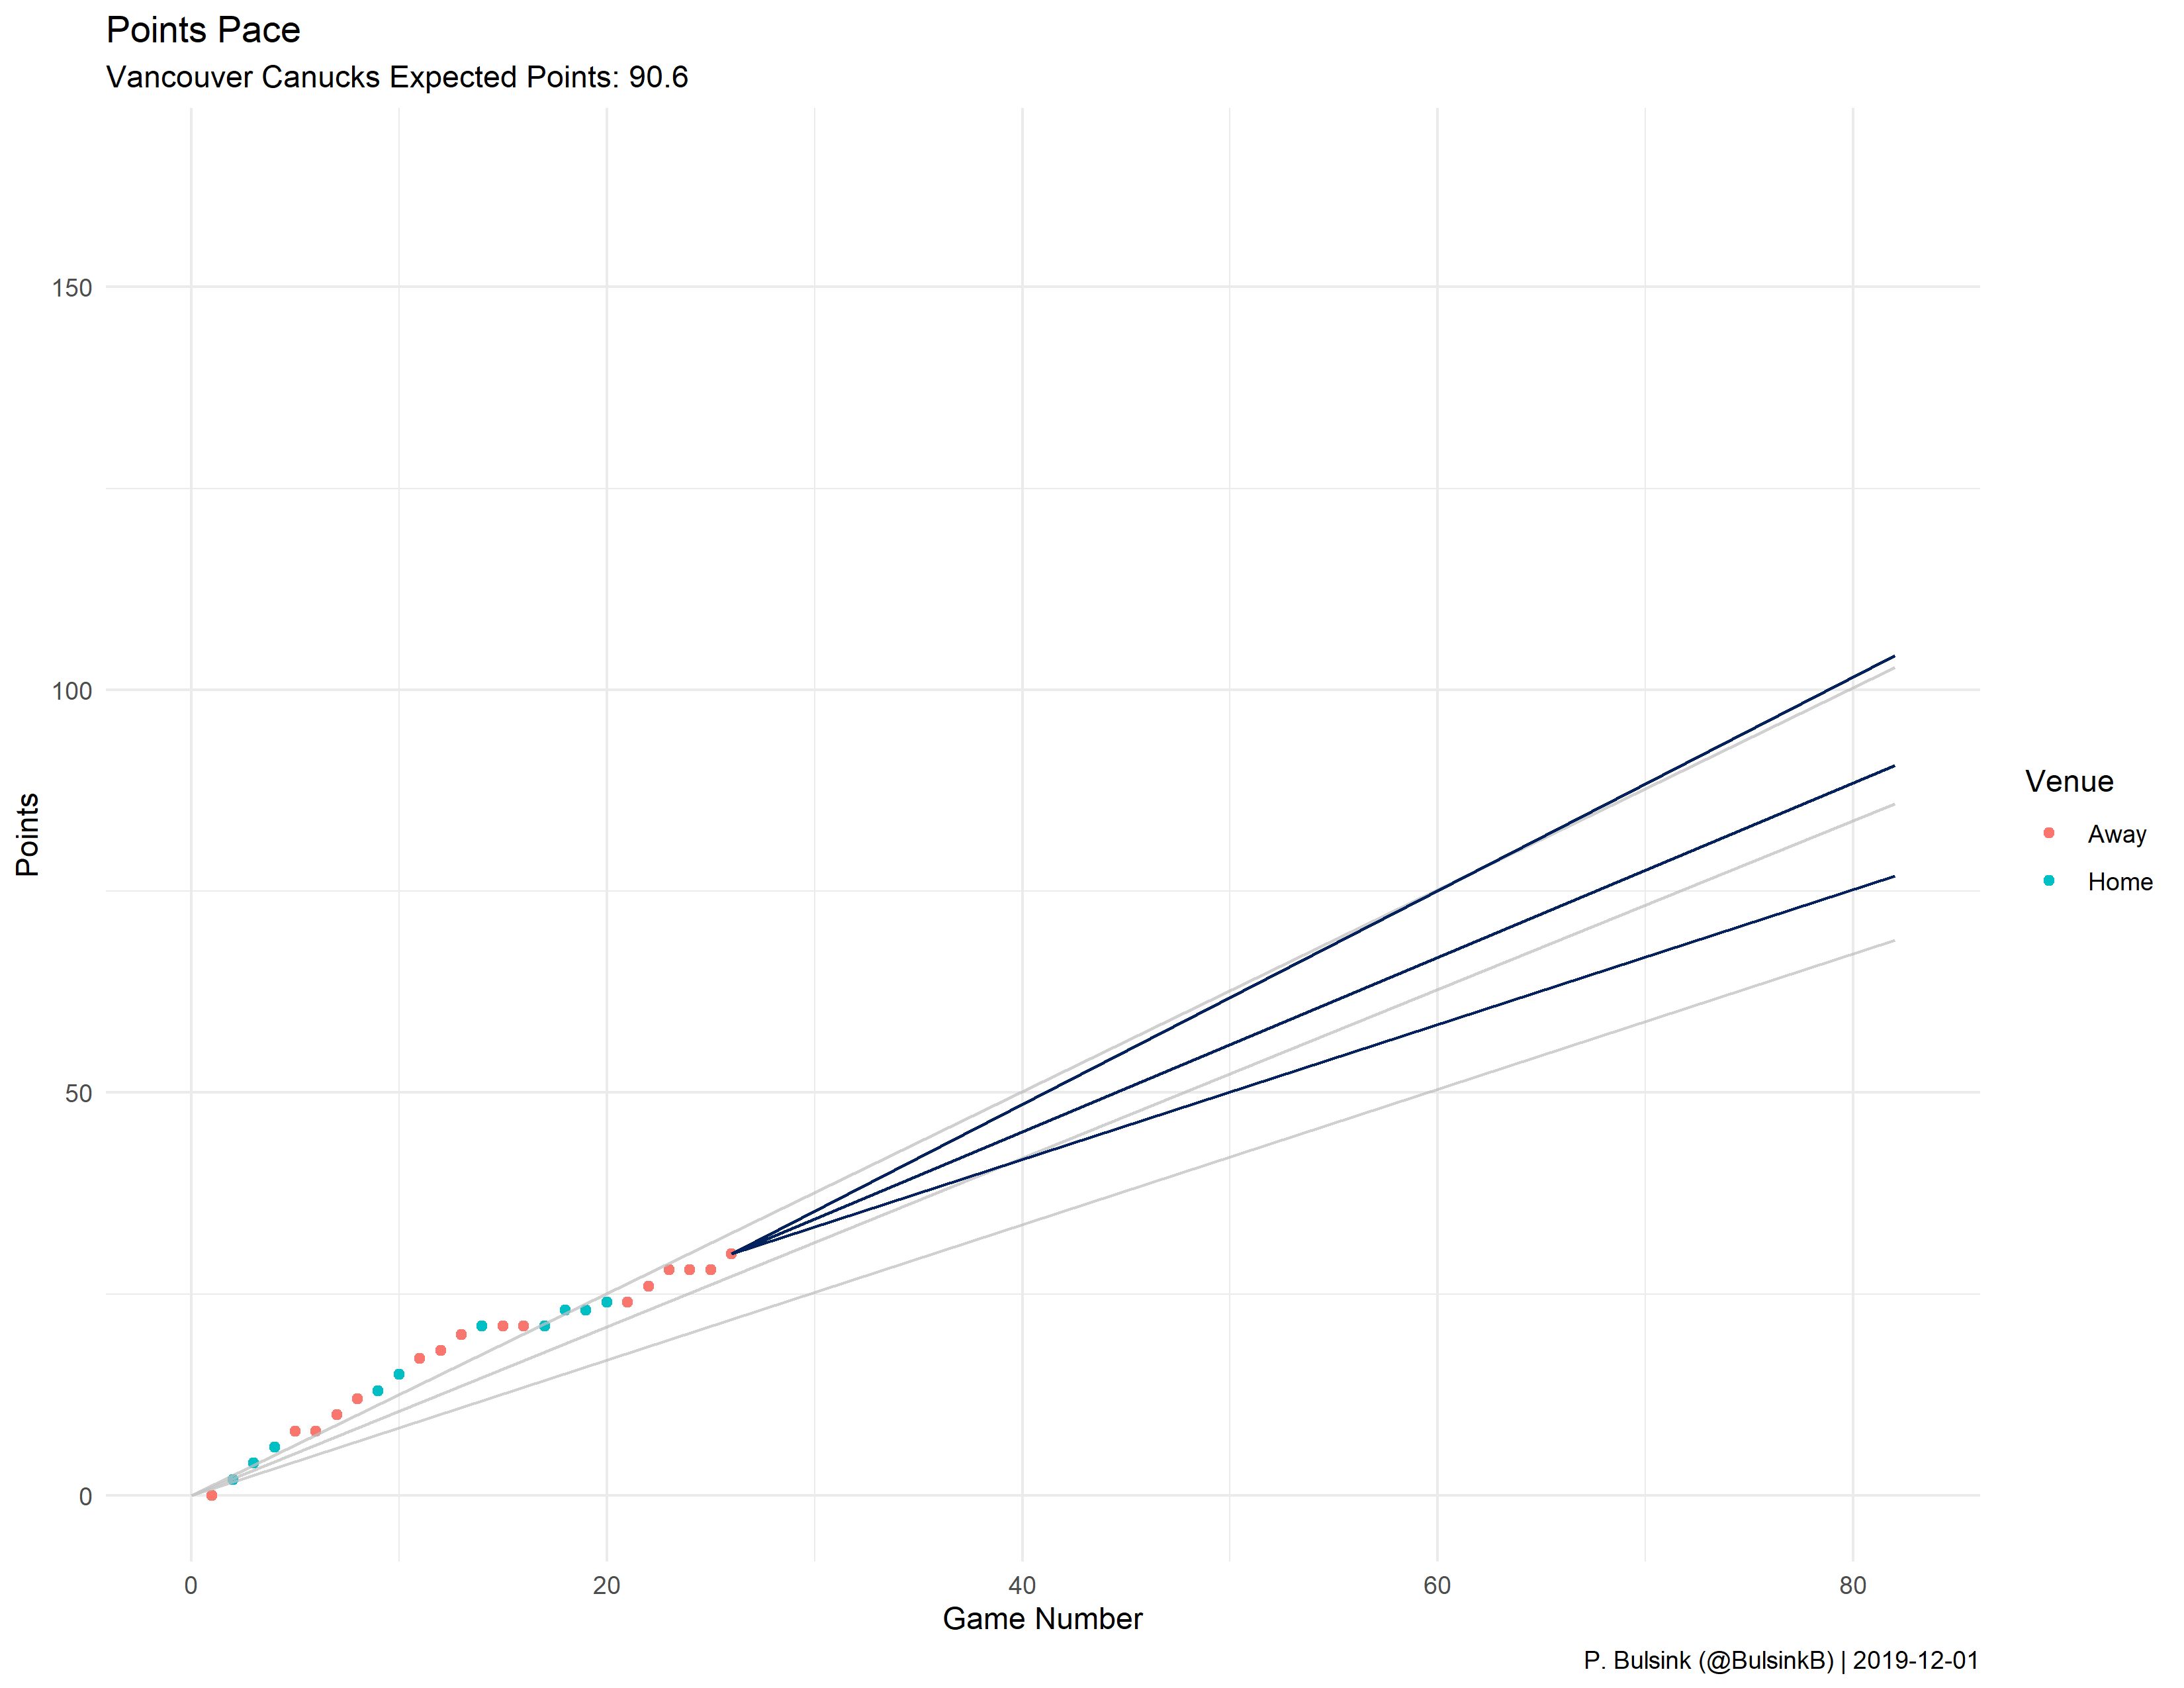 Points Pace
Vancouver Canucks Expected Points: 90.6
150
100
50
0
Points
0 20 40 60 80
Game Number
Venue
Away
Home
P. Bulsink (@BulsinkB) | 2019-12-01